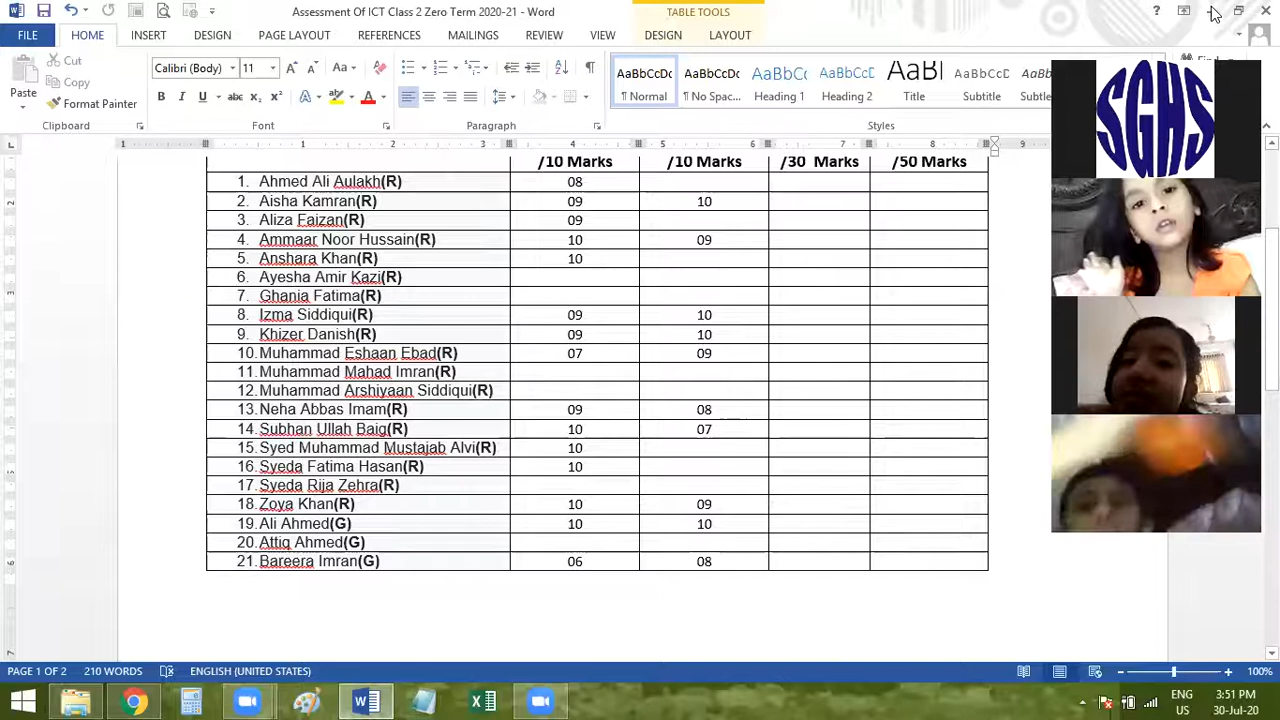 Assessment Of ICT Class 2 Zero Term 2020-21 - Word
TABLE TOOLS
FILE HOME INSERT DESIGN PAGE LAYOUT REFERENCES MAILINGS REVIEW VIEW DESIGN LAYOUT
Paste
Cut
Copy
Format Painter
Clipboard
Calibri (Body) 11
Font
Paragraph
AaBbCcDc AaBbCcDc AaBbCc AaBbCc AaBl AaBbCcD
¶ Normal ¶ No Spac... Heading 1 Heading 2 Title Subtitle
Styles
SGHS
/10 Marks /10 Marks /30 Marks /50 Marks
1. Ahmed Ali Aulakh(R) 08
2. Aisha Kamran(R) 09 10
3. Aliza Faizan(R) 09
4. Ammaar Noor Hussain(R) 10 09
5. Anshara Khan(R) 10
6. Ayesha Amir Kazi(R)
7. Ghania Fatima(R)
8. Izma Siddiqui(R) 09 10
9. Khizer Danish(R) 09 10
10. Muhammad Eshaan Ebad(R) 07 09
11. Muhammad Mahad Imran(R)
12. Muhammad Arshiyaan Siddiqui(R)
13. Neha Abbas Imam(R) 09 08
14. Subhan Ullah Baig(R) 10 07
15. Syed Muhammad Mustajab Alvi(R) 10
16. Syeda Fatima Hasan(R) 10
17. Syeda Rija Zehra(R)
18. Zoya Khan(R) 10 09
19. Ali Ahmed(G) 10 10
20. Attiq Ahmed(G)
21. Bareera Imran(G) 06 08
PAGE 1 OF 2 210 WORDS ENGLISH (UNITED STATES) 100%
ENG
US
3:51 PM
30-Jul-20